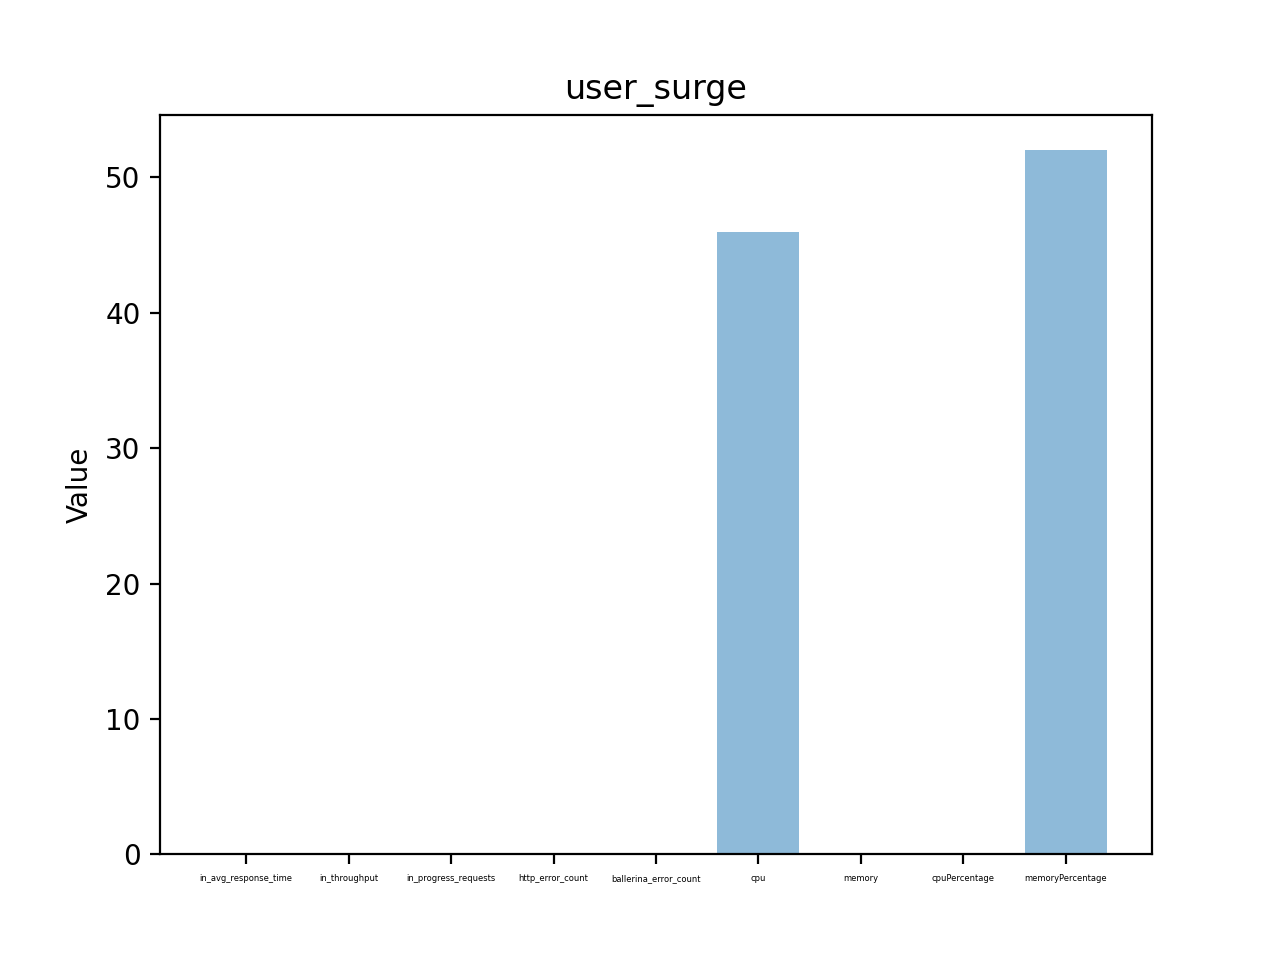 user_surge
Value
50
40
30
20
10
0
in_avg_response_time in_throughput in_progress_requests http_error_count ballerina_error_count cpu memory cpuPercentage memoryPercentage